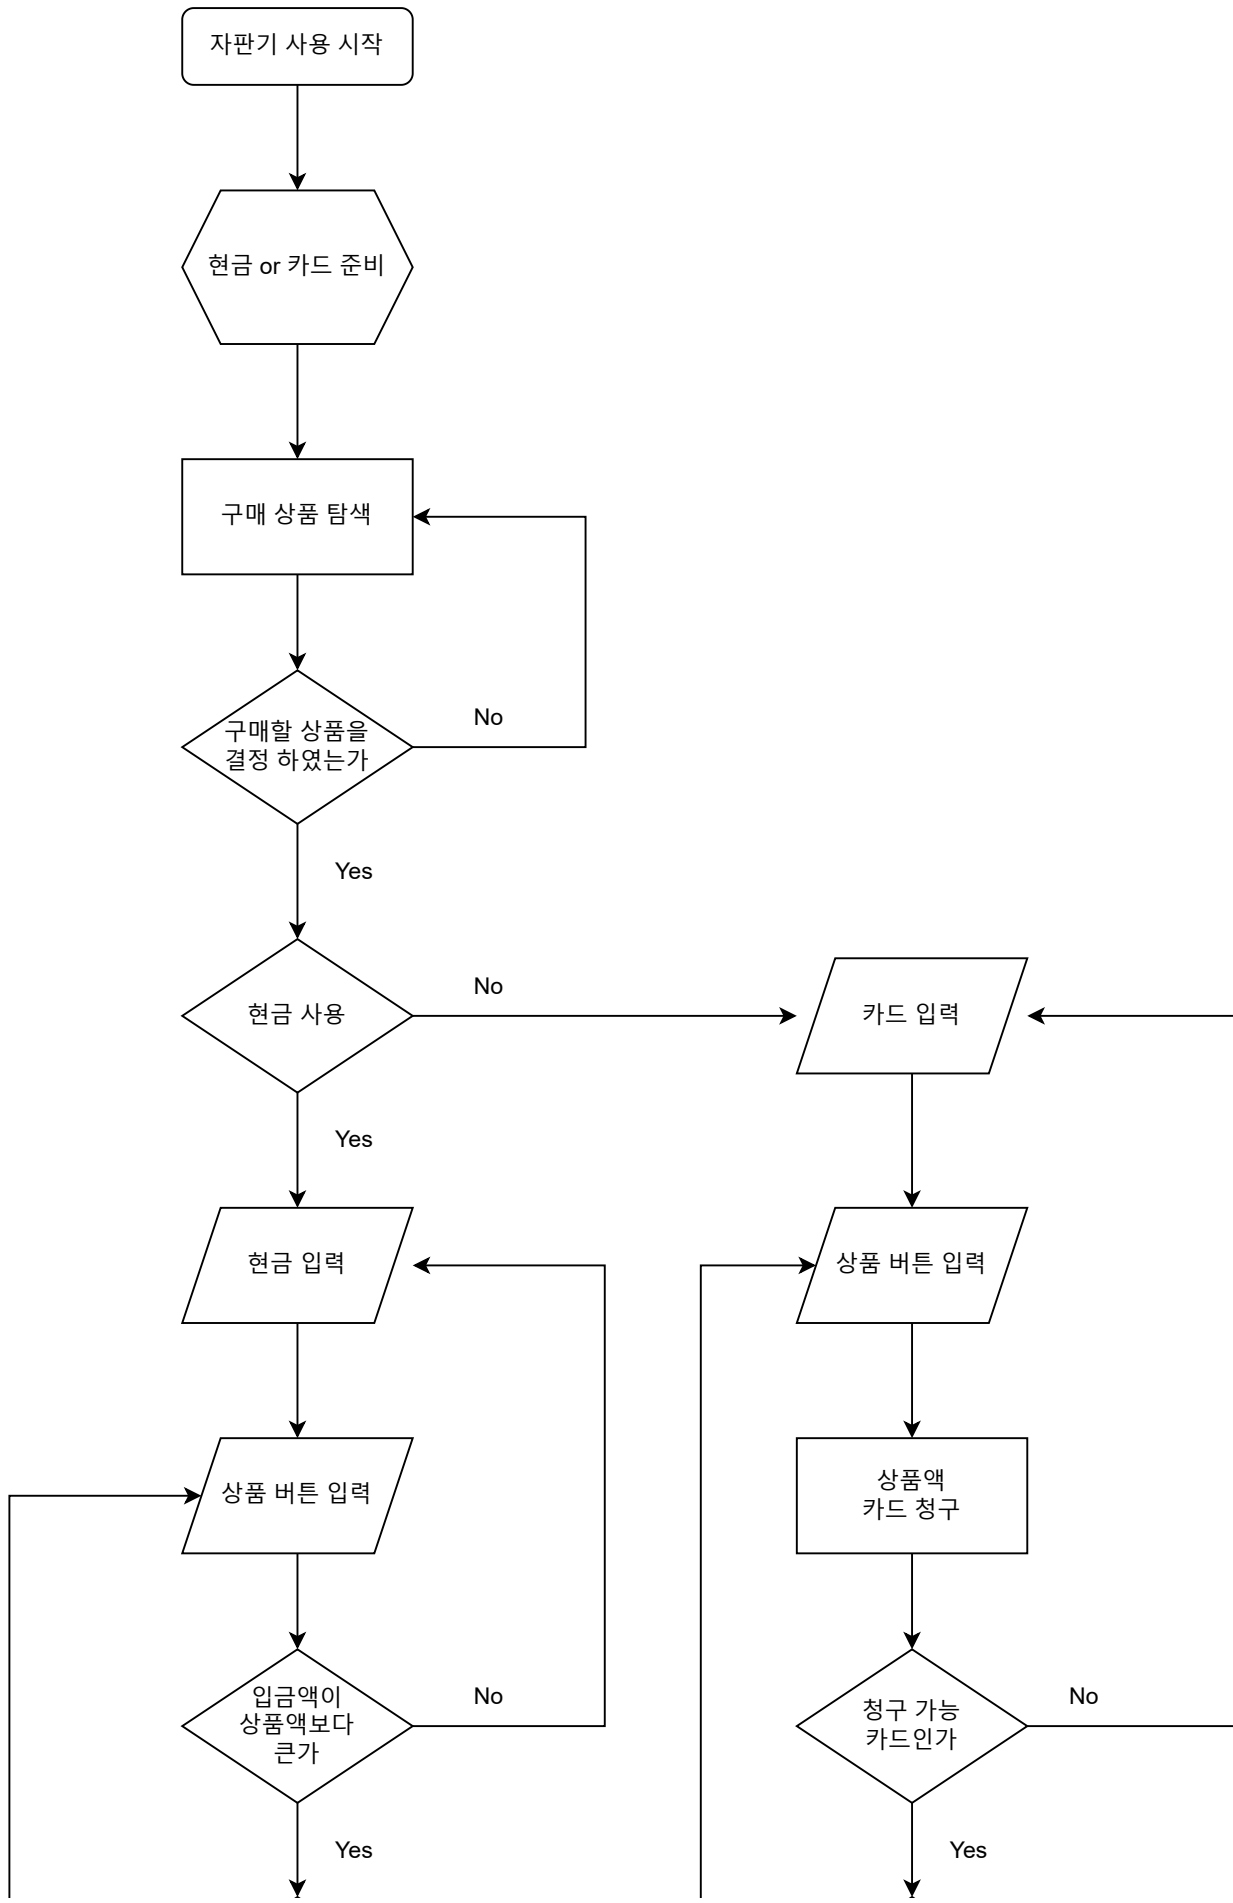 자판기 사용 시작
현금 or 카드 준비
구매 상품 탐색
구매할 상품을
결정 하였는가
No
Yes
현금 사용
No
카드 입력
Yes
현금 입력
상품 버튼 입력
상품 버튼 입력
상품액
카드 청구
입금액이
상품액보다
큰가
No
청구 가능
카드인가
No
Yes
Yes